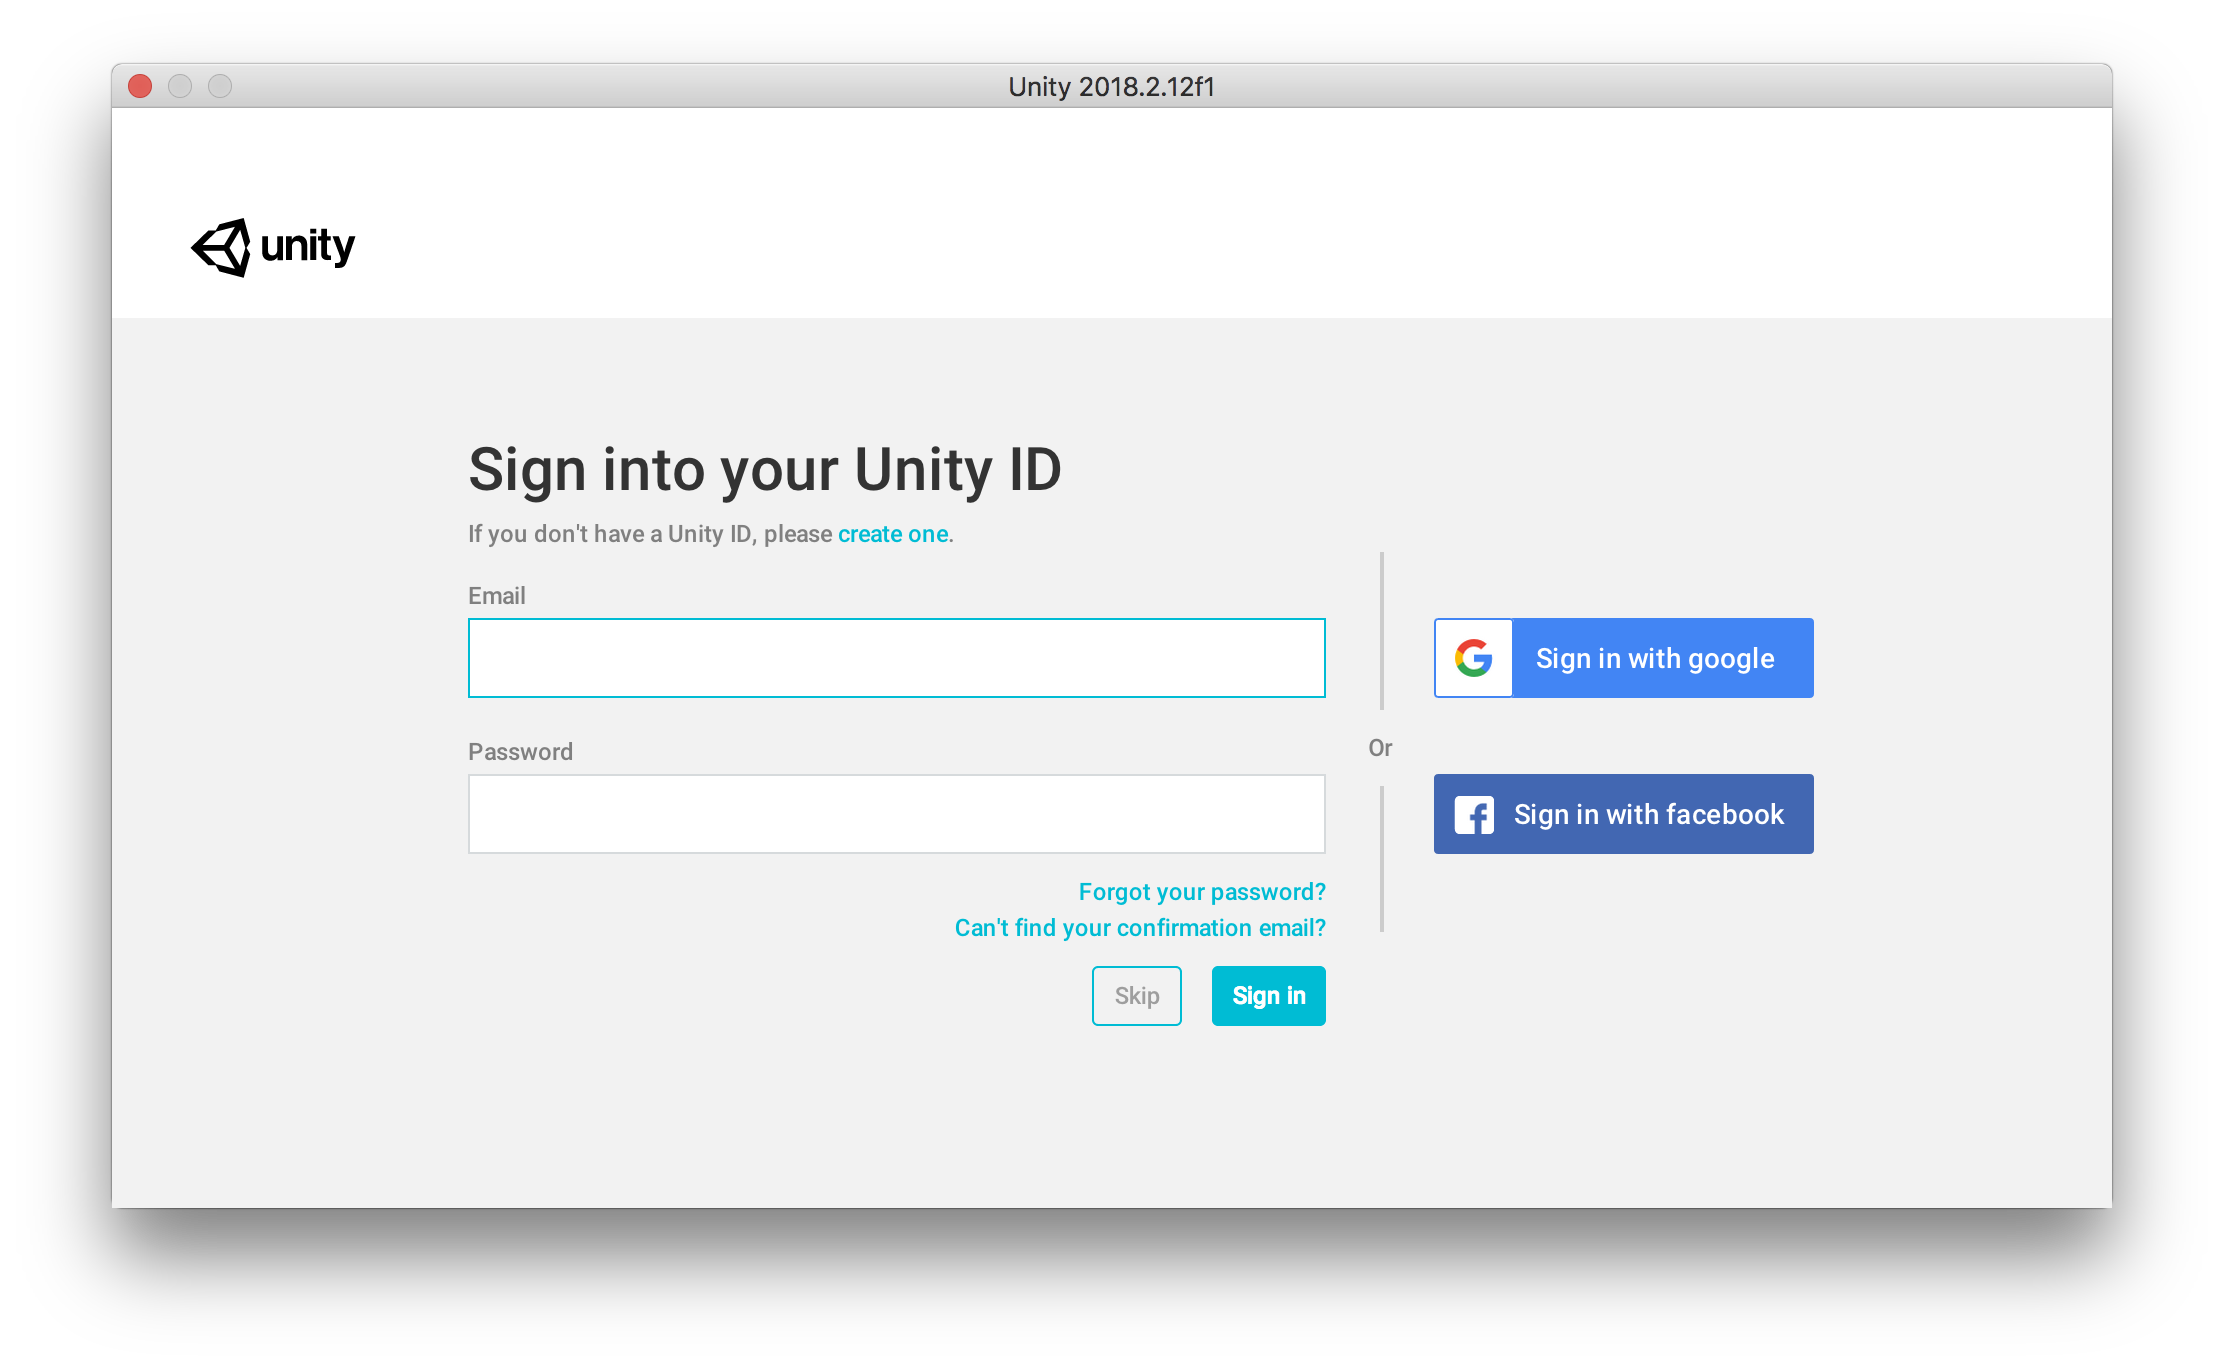 Unity 2018.2.12f1
unity
Sign into your Unity ID
If you don't have a Unity ID, please create one.
Email
Password
Forgot your password?
Can't find your confirmation email?
Skip
Sign in
Or
Sign in with google
Sign in with facebook